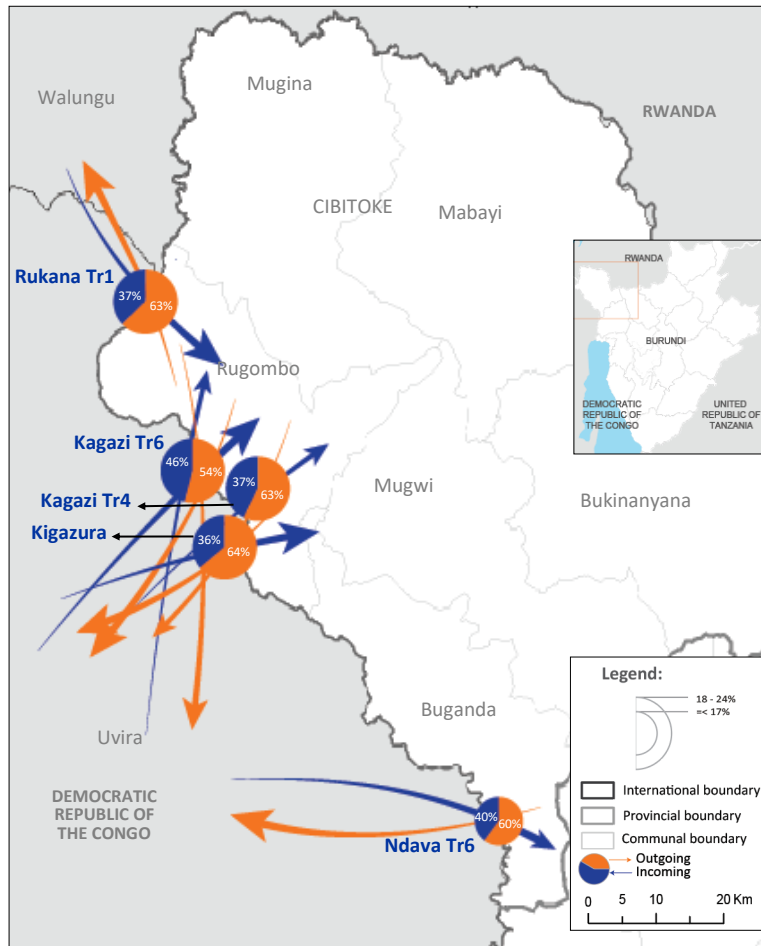 Walungu
Mugina
RWANDA
CIBITOKE
Mabayi
Rukana Tr1
37%
63%
RWANDA
BURUNDI
DEMOCRATIC
REPUBLIC OF
THE CONGO
UNITED
REPUBLIC OF
TANZANIA
Rugombo
Kagazi Tr6
46%
54%
Kagazi Tr4
37%
63%
Mugwi
Bukinanyana
Kigazura
36%
64%
Buganda
Uvira
DEMOCRATIC
REPUBLIC OF
THE CONGO
40%
60%
Ndava Tr6
Legend:
18 - 24%
=< 17%
International boundary
Provincial boundary
Communal boundary
Outgoing
Incoming
0 5 10 20 Km